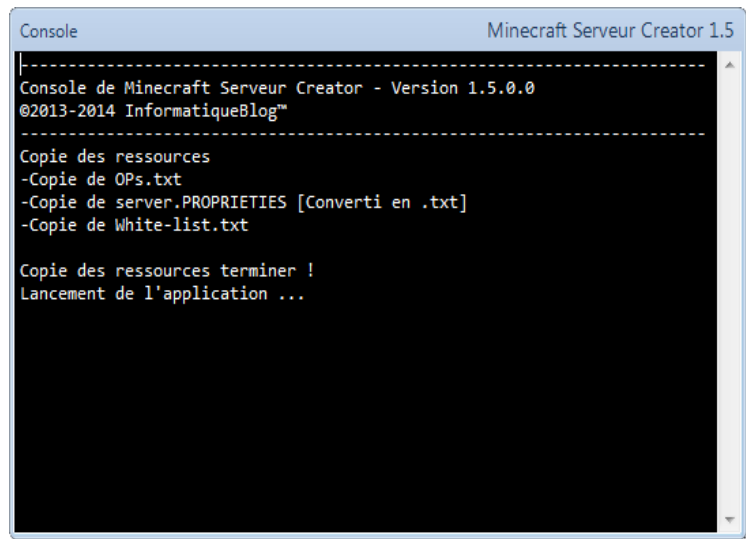 Console
Minecraft Serveur Creator 1.5
------------------------------------------------------------------------
Console de Minecraft Serveur Creator - Version 1.5.0.0
©2013-2014 InformatiqueBlog™
------------------------------------------------------------------------
Copie des ressources
-Copie de OPs.txt
-Copie de server.PROPRIETIES [Converti en .txt]
-Copie de White-list.txt
Copie des ressources terminer !
Lancement de l'application ...